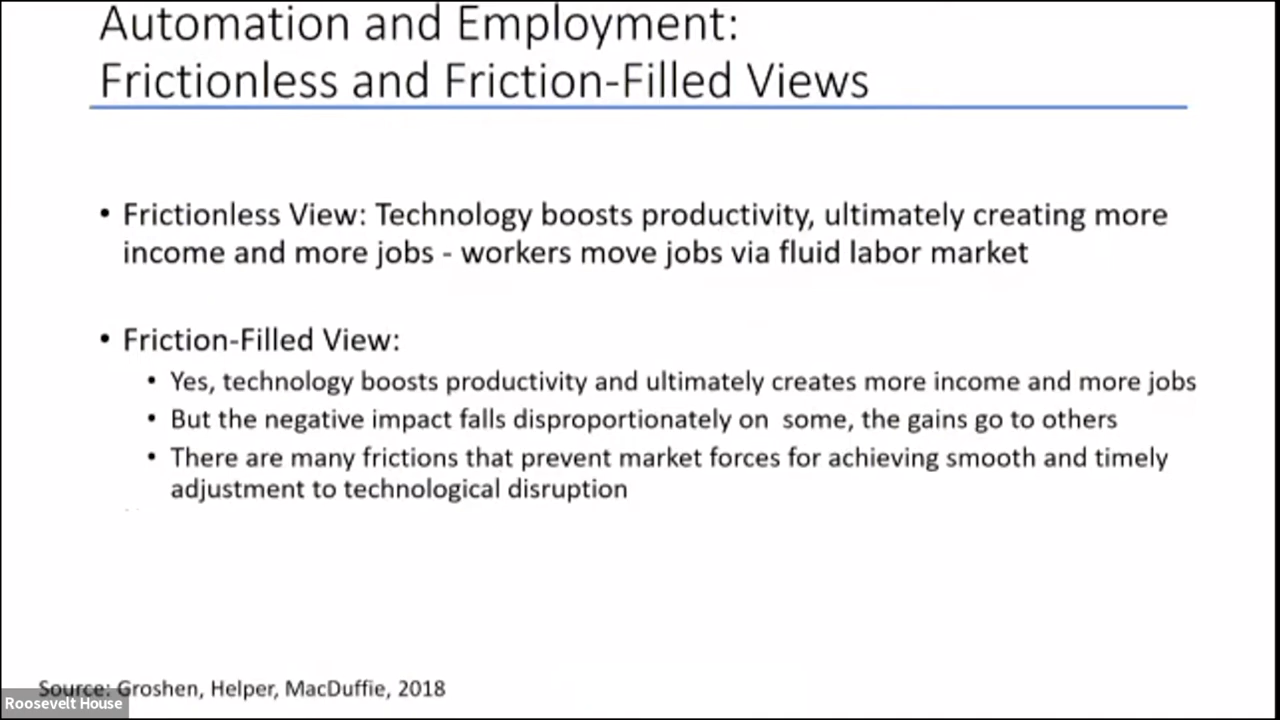 Automation and Employment:
Frictionless and Friction-Filled Views
• Frictionless View: Technology boosts productivity, ultimately creating more
income and more jobs - workers move jobs via fluid labor market
• Friction-Filled View:
• Yes, technology boosts productivity and ultimately creates more income and more jobs
• But the negative impact falls disproportionately on some, the gains go to others
• There are many frictions that prevent market forces for achieving smooth and timely
adjustment to technological disruption
Source: Groshen, Helper, MacDuffie, 2018
Roosevelt House